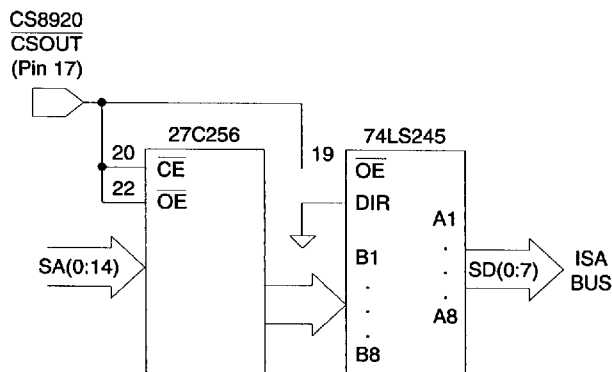 CS8920
CSOUT
(Pin 17)
27C256
19
74LS245
20
CE
OE
22
OE
DIR
A1
SA(0:14)
B1
SD(0:7)
ISA
BUS
A8
B8